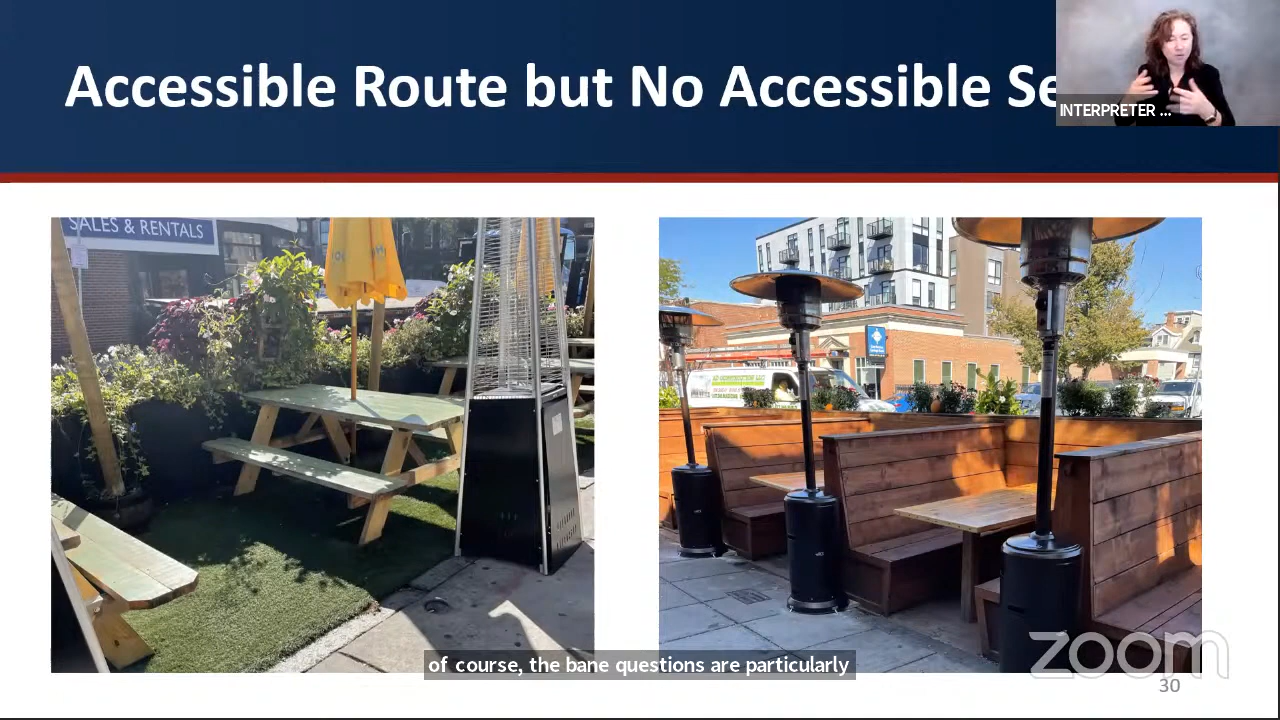 Accessible Route but No Accessible Se
INTERPRETER ...
SALES & RENTALS
of course, the bane questions are particularly
zoom
30